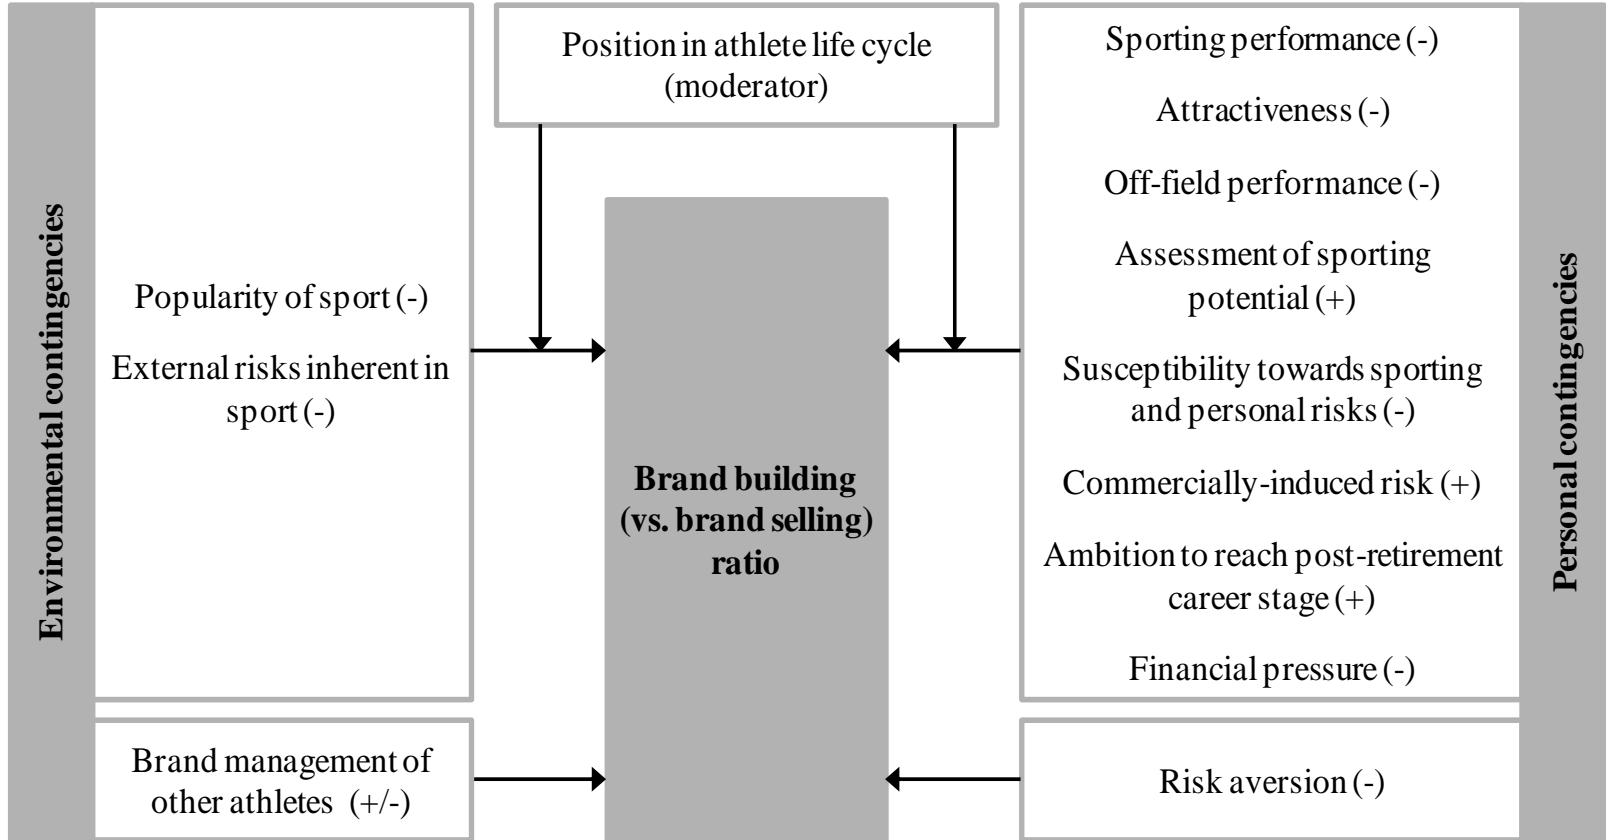 Environmental contingencies
Popularity of sport (-)
External risks inherent in
sport (-)
Brand management of
other athletes (+/-)
Position in athlete life cycle
(moderator)
Brand building
(vs. brand selling)
ratio
Sporting performance (-)
Attractiveness (-)
Off-field performance (-)
Assessment of sporting
potential (+)
Susceptibility towards sporting
and personal risks (-)
Commercially-induced risk (+)
Ambition to reach post-retirement
career stage (+)
Financial pressure (-)
Risk aversion (-)
Personal contingencies